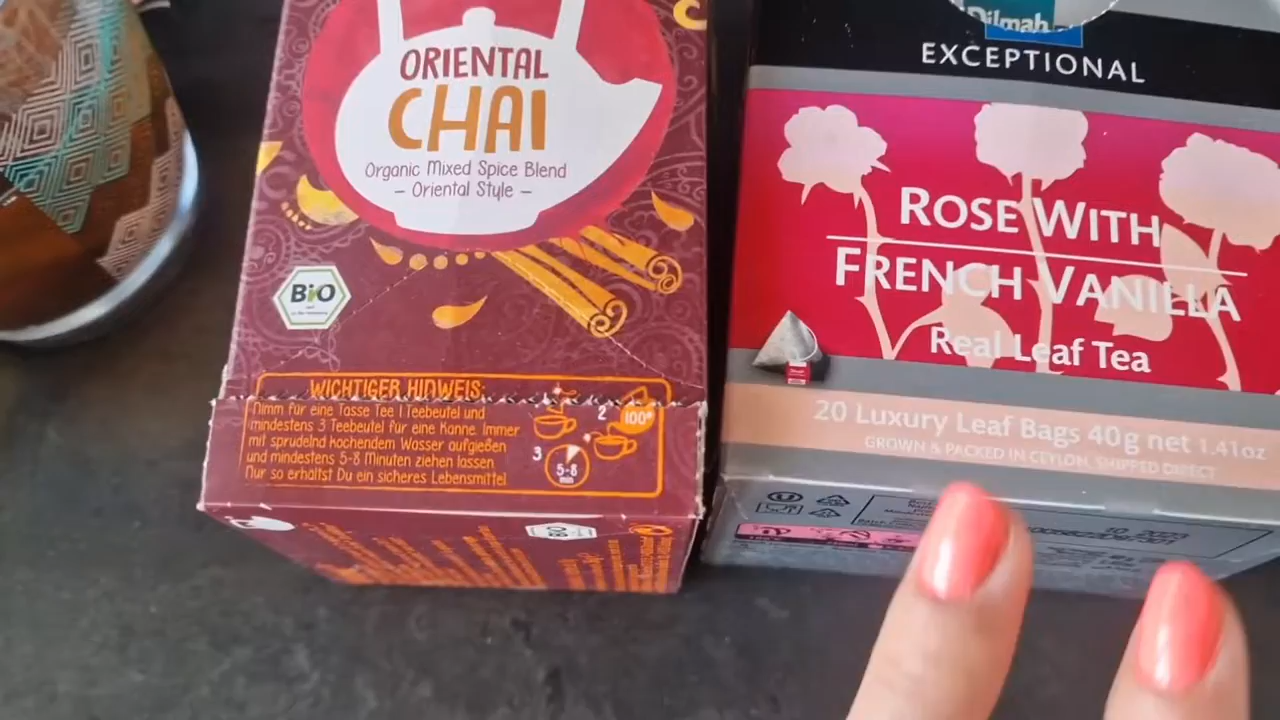 ORIENTAL
CHAI
Organic Mixed Spice Blend
– Oriental Style –
BIO
WICHTIGER HINWEIS:
Nimm für eine Tasse Tee 1 Teebeutel und
mindestens 3 Teebeutel für eine Kanne. Immer
mit sprudelnd kochendem Wasser aufgießen
und mindestens 5-8 Minuten ziehen lassen
Nur so erhältst Du ein sicheres Lebensmittel
2
100°
3
5-8
min
Dilmah
EXCEPTIONAL
ROSE WITH
FRENCH VANILLA
Real Leaf Tea
20 Luxury Leaf Bags 40g net 1.41oz
GROWN & PACKED IN CEYLON, SHIPPED DIRECT